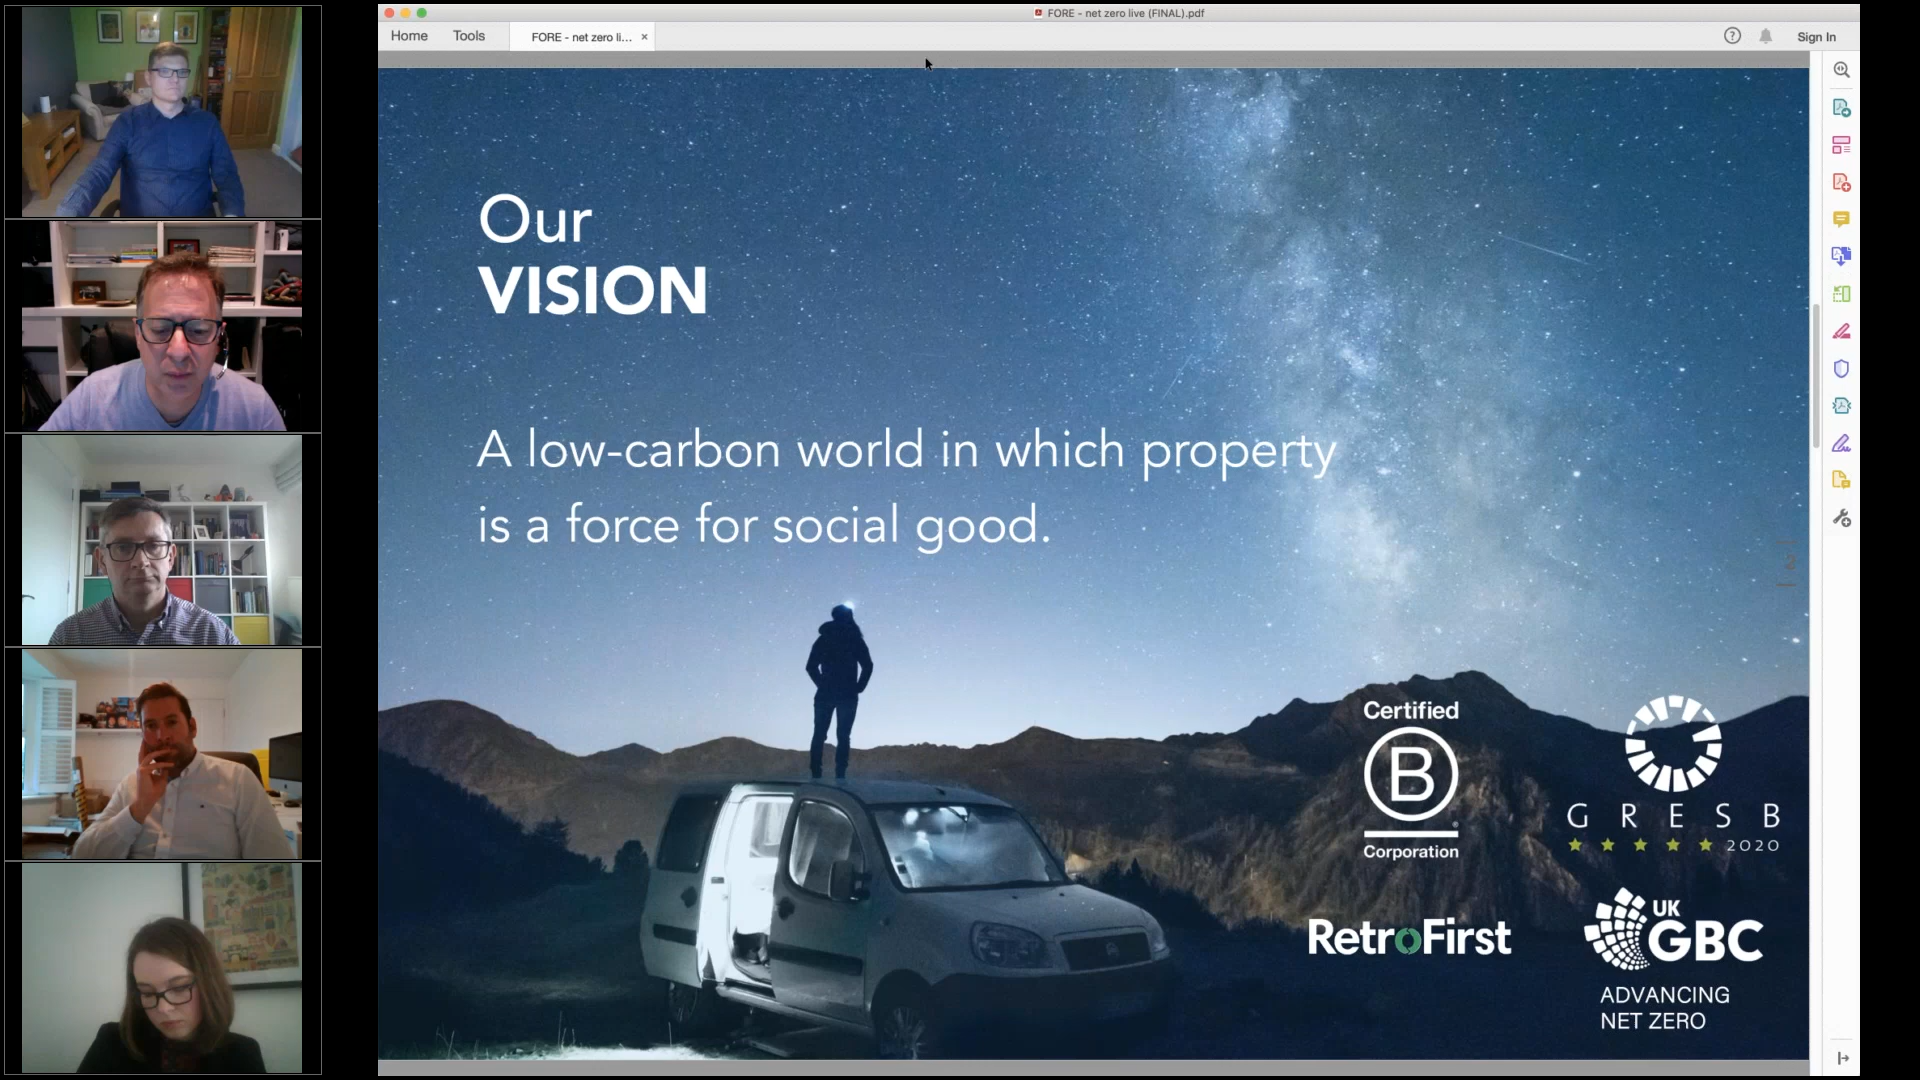 FORE - net zero live (FINAL).pdf
Home
Tools
FORE - net zero li... ×
Sign In
Our
VISION
A low-carbon world in which property
is a force for social good.
Certified
B
Corporation
GRESB
2020
RetroFirst
UK
GBC
ADVANCING
NET ZERO